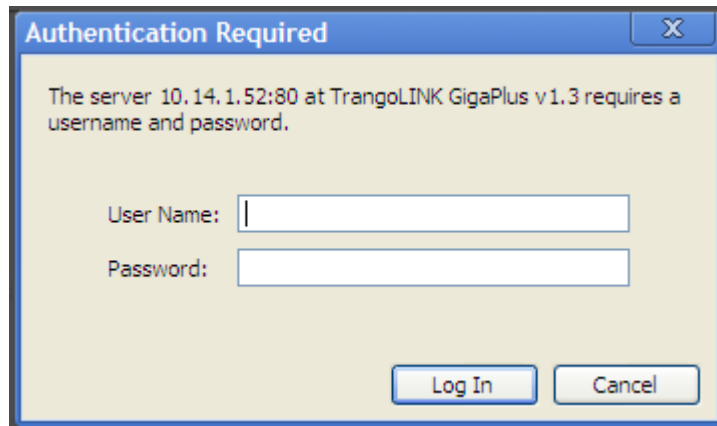 Authentication Required
X
The server 10.14.1.52:80 at TrangoLINK GigaPlus v1.3 requires a
username and password.
User Name:
Password:
Log In Cancel